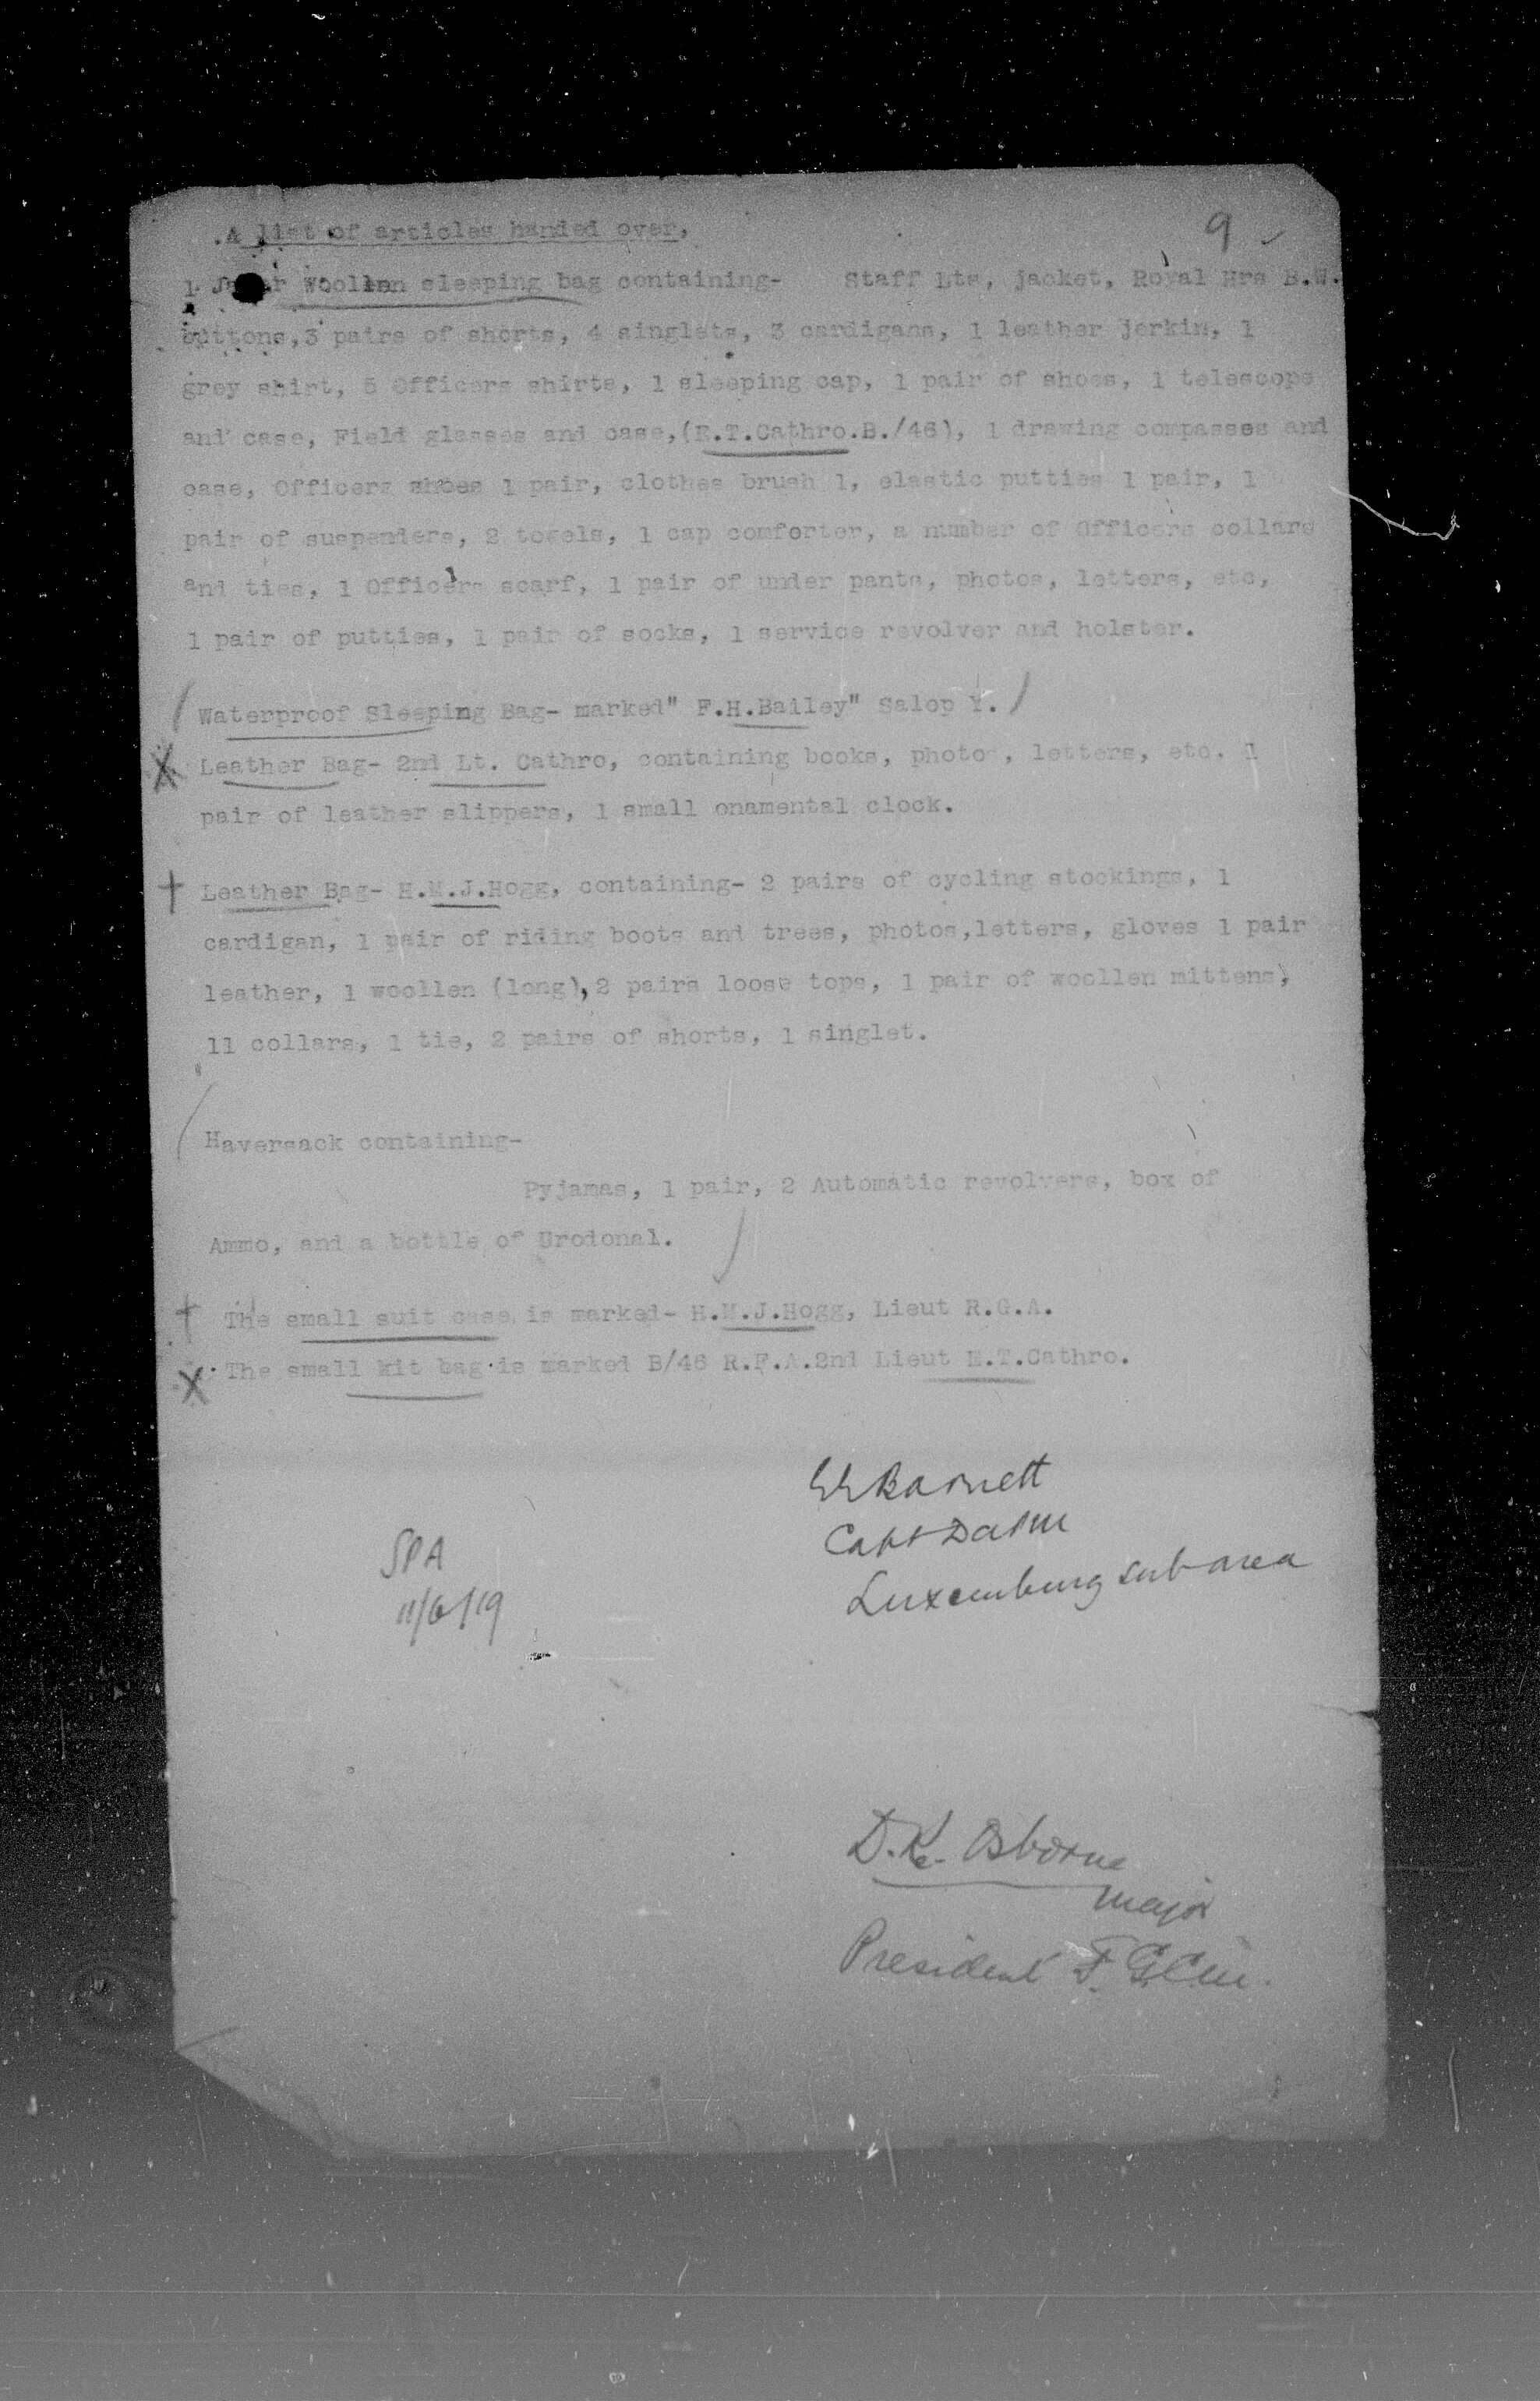 A list of articles handed over,
9
1 woollen sleeping bag containing- Staff Lts, jacket, Royal Hrs B.W.
buttons,3 pairs of shorts, 4 singlets, 3 cardigans, 1 leather jerkin, 1
grey shirt, 5 Officers shirts, 1 sleeping cap, 1 pair of shoes, 1 telescope
and case, Field glasses and case,(E.T.Cathro.B./46), 1 drawing compasses and
case, Officers shoes 1 pair, clothes brush 1, elastic putties 1 pair, 1
pair of suspenders, 2 towels, 1 cap comforter, a number of Officers collars
and ties, 1 Officers scarf, 1 pair of under pants, photos, letters, etc,
1 pair of putties, 1 pair of socks, 1 service revolver and holster.
(Waterproof Sleeping Bag- marked" F.H.Bailey" Salop Y.)
X Leather Bag- 2nd Lt. Cathro, containing books, photos, letters, etc. 1
pair of leather slippers, 1 small onamental clock.
+ Leather Bag- H.M.J.Hogg, containing- 2 pairs of cycling stockings, 1
cardigan, 1 pair of riding boots and trees, photos,letters, gloves 1 pair
leather, 1 woollen (long),2 pairs loose tops, 1 pair of woollen mittens,
11 collars, 1 tie, 2 pairs of shorts, 1 singlet.
(Haversack containing-
Pyjamas, 1 pair, 2 Automatic revolvers, box of
Ammo, and a bottle of Urodonal.)
+ The small suit case is marked- H.M.J.Hogg, Lieut R.G.A.
X The small kit bag is marked B/46 R.F.A.2nd Lieut E.T.Cathro.
Barnett
Capt DAPM
Luxemburg sub area
SPA
11/6/19
D.K. Osborne
Major
President F.G.C.M.